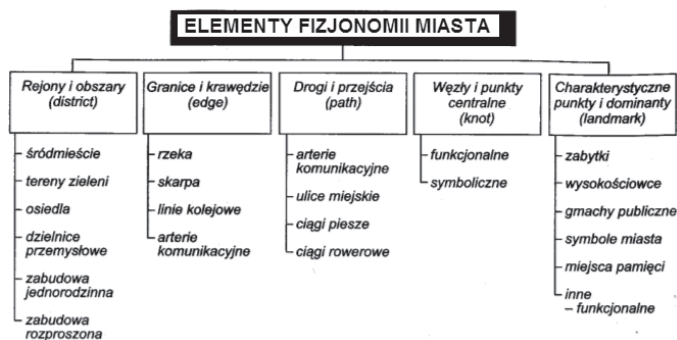 ELEMENTY FIZJONOMII MIASTA
Rejony i obszary
(district)
śródmieście
tereny zieleni
osiedla
dzielnice
przemysłowe
zabudowa
jednorodzinna
zabudowa
rozproszona
Granice i krawędzie
(edge)
rzeka
skarpa
linie kolejowe
arterie
komunikacyjne
Drogi i przejścia
(path)
arterie
komunikacyjne
ulice miejskie
ciągi piesze
ciągi rowerowe
Węzły i punkty
centralne
(knot)
funkcjonalne
symboliczne
Charakterystyczne
punkty i dominanty
(landmark)
zabytki
wysokościowce
gmachy publiczne
symbole miasta
miejsca pamięci
inne
– funkcjonalne